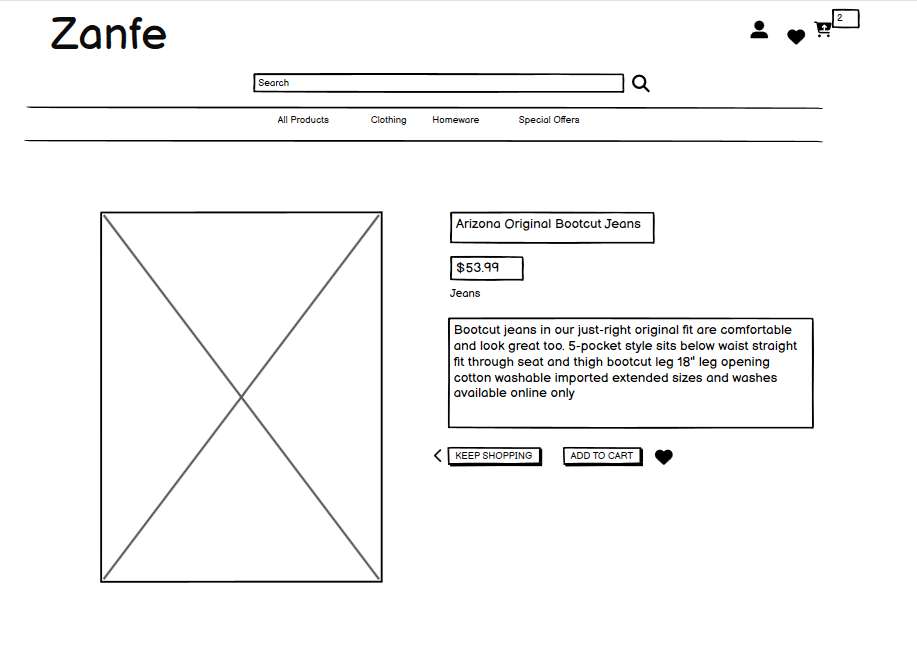 Zanfe
2
Search
All Products Clothing Homeware Special Offers
Arizona Original Bootcut Jeans
$53.99
Jeans
Bootcut jeans in our just-right original fit are comfortable
and look great too. 5-pocket style sits below waist straight
fit through seat and thigh bootcut leg 18" leg opening
cotton washable imported extended sizes and washes
available online only
KEEP SHOPPING ADD TO CART